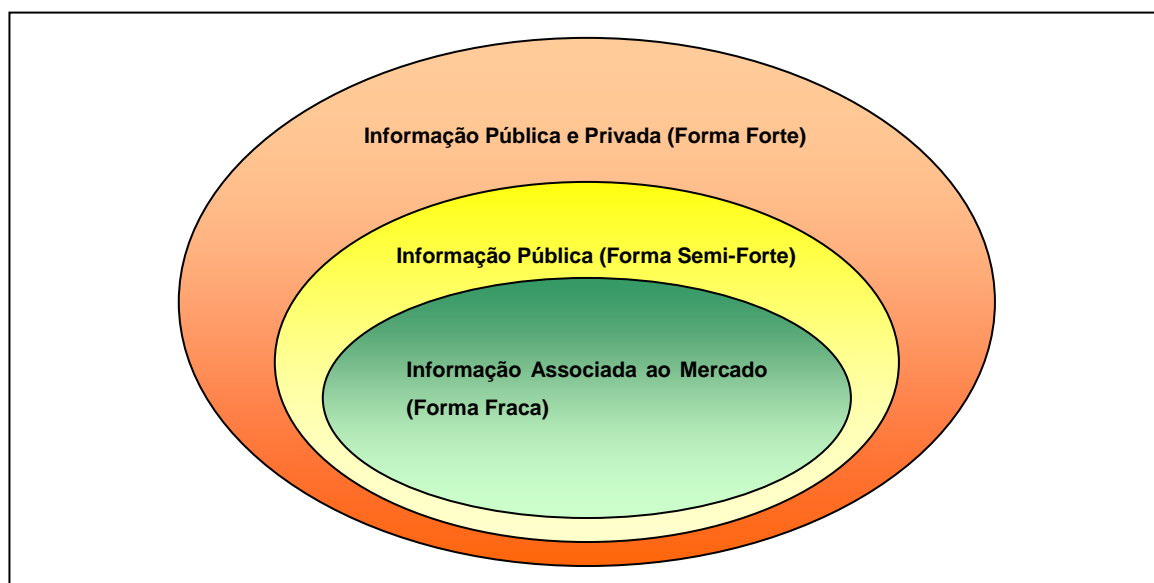 Informação Pública e Privada (Forma Forte)
Informação Pública (Forma Semi-Forte)
Informação Associada ao Mercado
(Forma Fraca)